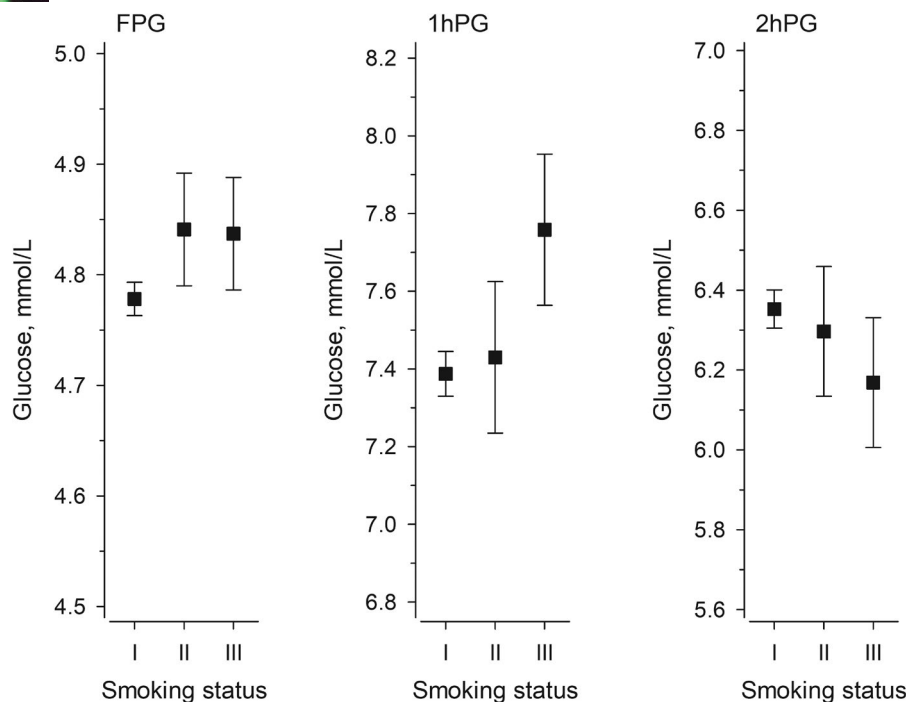 FPG
5.0
4.9
4.8
4.7
4.6
4.5
Glucose, mmol/L
I II III
Smoking status
1hPG
8.2
8.0
7.8
7.6
7.4
7.2
7.0
6.8
Glucose, mmol/L
I II III
Smoking status
2hPG
7.0
6.8
6.6
6.4
6.2
6.0
5.8
5.6
Glucose, mmol/L
I II III
Smoking status